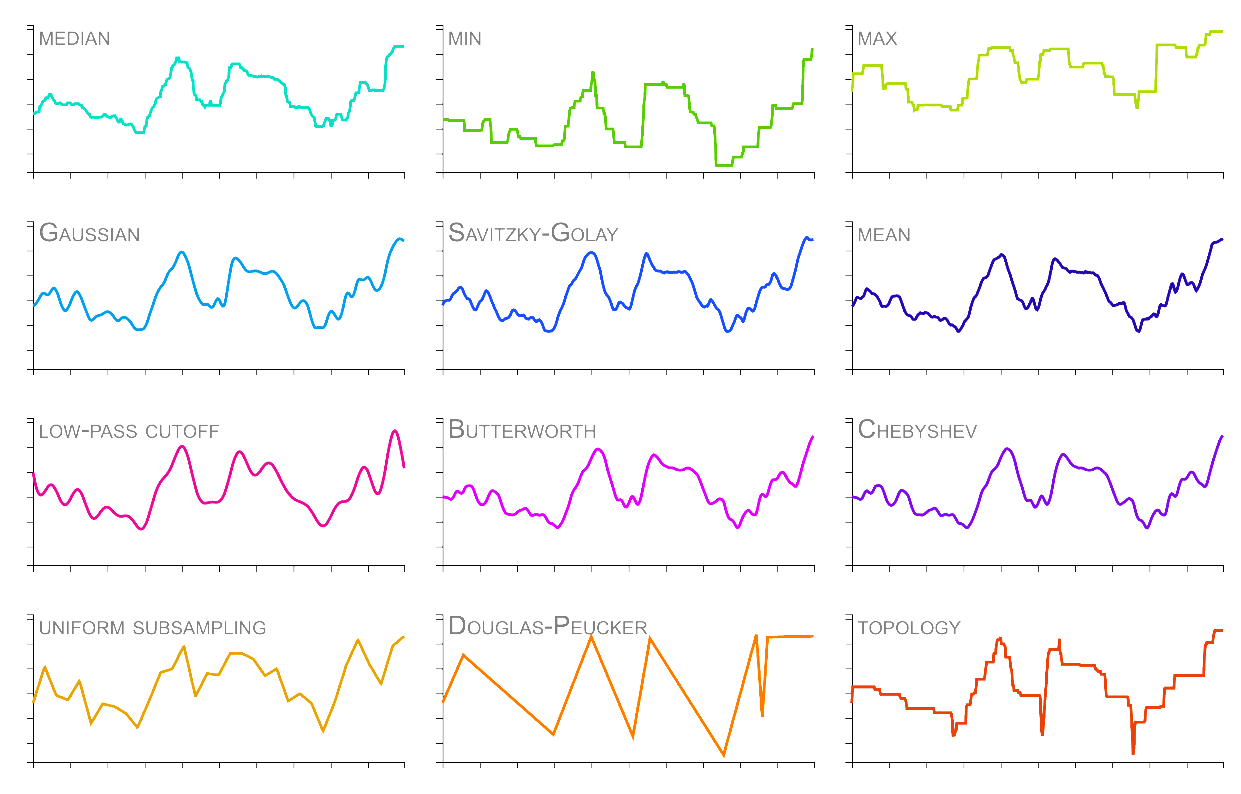 MEDIAN
MIN
MAX
GAUSSIAN
SAVITZKY-GOLAY
MEAN
LOW-PASS CUTOFF
BUTTERWORTH
CHEBYSHEV
UNIFORM SUBSAMPLING
DOUGLAS-PEUCKER
TOPOLOGY